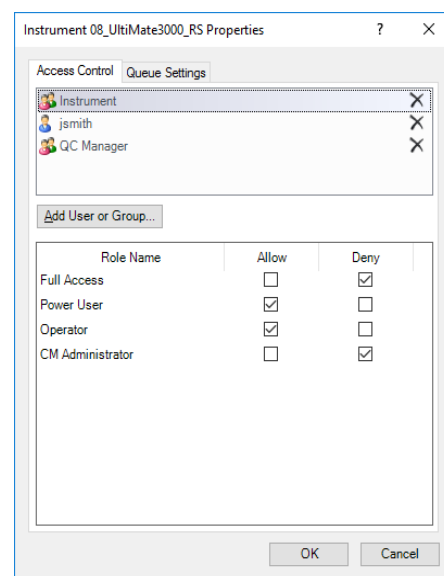 Instrument 08_UltiMate3000_RS Properties ? ×
Access Control Queue Settings
Instrument
jsmith
QC Manager
Add User or Group...
Role Name Allow Deny
Full Access
Power User
Operator
CM Administrator
OK Cancel